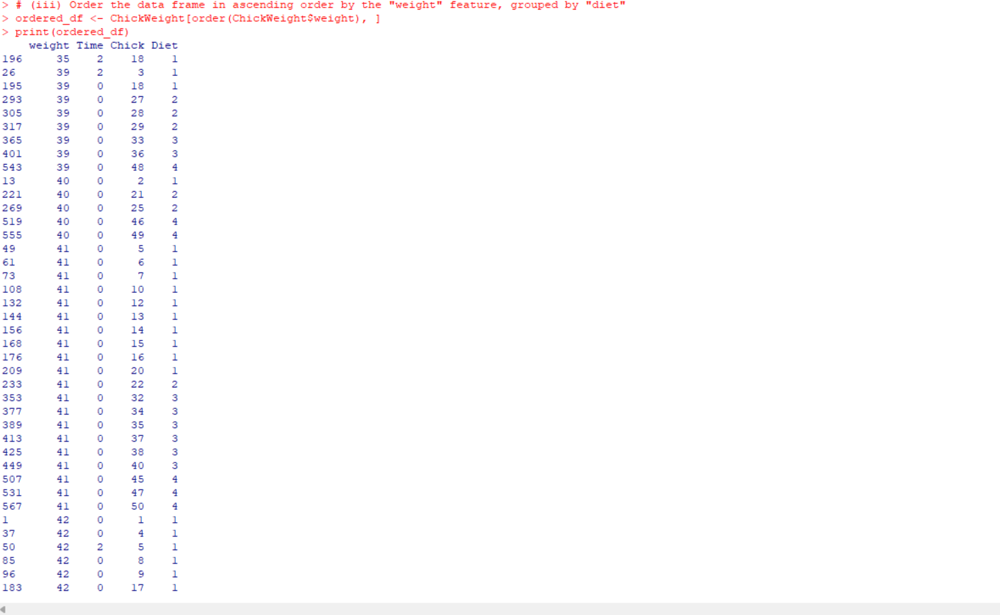 > # (iii) Order the data frame in ascending order by the "weight" feature, grouped by "diet"
> ordered_df <- ChickWeight[order(ChickWeight$weight), ]
> print(ordered_df)
    weight Time Chick Diet
196     35    2    18    1
26      39    2     3    1
195     39    0    18    1
293     39    0    27    2
305     39    0    28    2
317     39    0    29    2
365     39    0    33    3
401     39    0    36    3
543     39    0    48    4
13      40    0     2    1
221     40    0    21    2
269     40    0    25    2
519     40    0    46    4
555     40    0    49    4
49      41    0     5    1
61      41    0     6    1
73      41    0     7    1
108     41    0    10    1
132     41    0    12    1
144     41    0    13    1
156     41    0    14    1
168     41    0    15    1
176     41    0    16    1
209     41    0    20    1
233     41    0    22    2
353     41    0    32    3
377     41    0    34    3
389     41    0    35    3
413     41    0    37    3
425     41    0    38    3
449     41    0    40    3
507     41    0    45    4
531     41    0    47    4
567     41    0    50    4
1       42    0     1    1
37      42    0     4    1
50      42    2     5    1
85      42    0     8    1
96      42    0     9    1
183     42    0    17    1